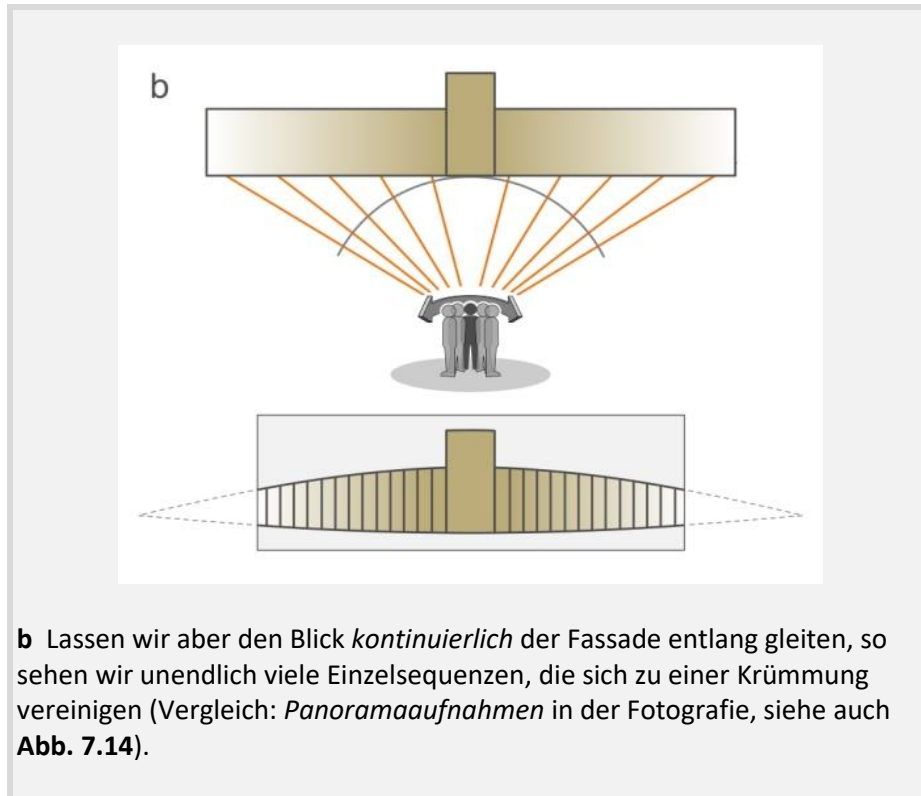 b
b Lassen wir aber den Blick kontinuierlich der Fassade entlang gleiten, so
sehen wir unendlich viele Einzelsequenzen, die sich zu einer Krümmung
vereinigen (Vergleich: Panoramaaufnahmen in der Fotografie, siehe auch
Abb. 7.14).